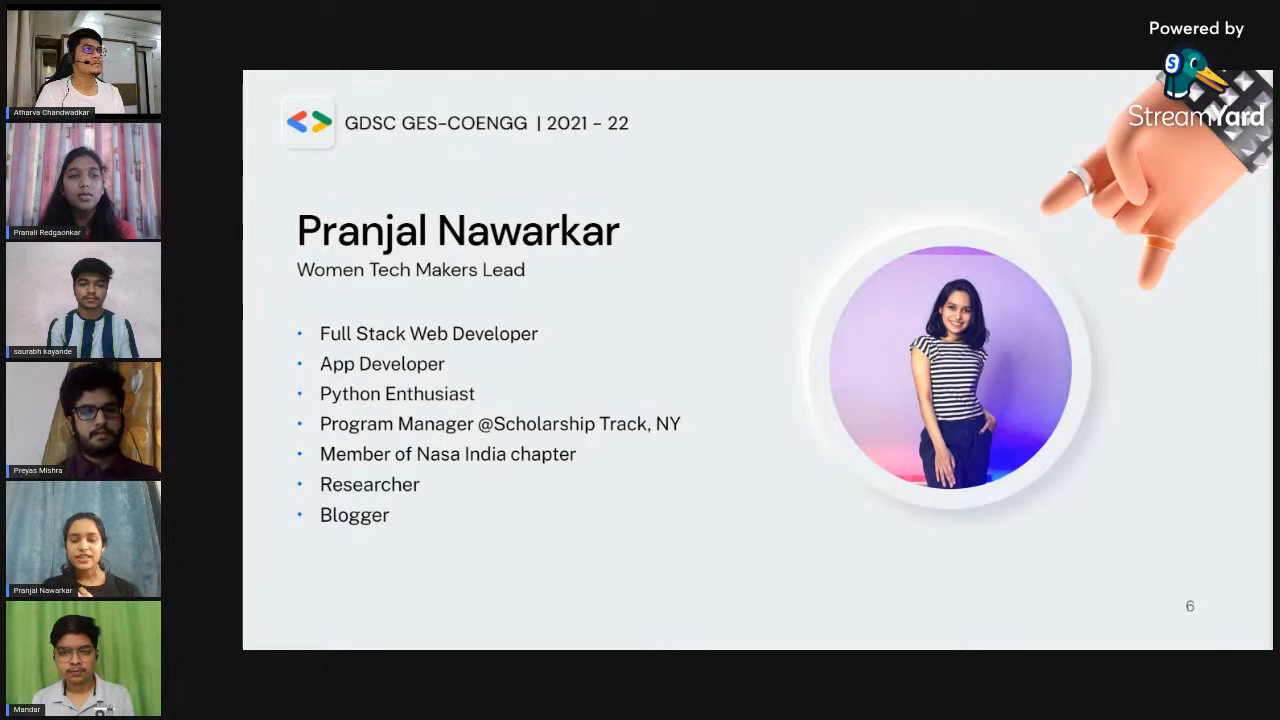 Powered by
StreamYard
GDSC GES-COENGG | 2021 - 22
Pranjal Nawarkar
Women Tech Makers Lead
• Full Stack Web Developer
• App Developer
• Python Enthusiast
• Program Manager @Scholarship Track, NY
• Member of Nasa India chapter
• Researcher
• Blogger
6
Atharva Chandwadkar
Pranali Redgaonkar
saurabh kayande
Preyas Mishra
Pranjal Nawarkar
Mandar